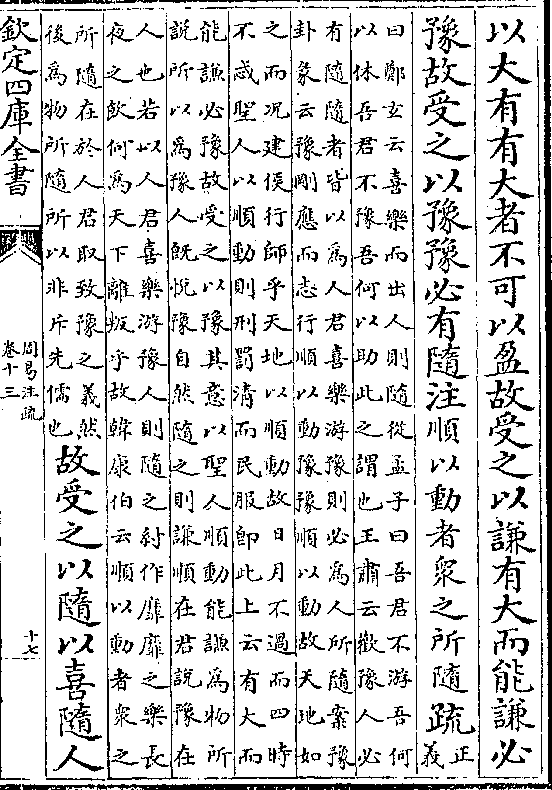 以大有有大者不可以盈故受之以謙有大而能謙必
豫故受之以豫豫必有隨注順以動者衆之所隨疏正義
曰鄭玄云喜樂而出人則隨從孟子曰吾君不游吾何
以休吾君不豫吾何以助此之謂也王肅云歡豫人必
有隨隨者皆以爲人君喜樂游豫則必爲人所隨案豫
卦彖云豫剛應而志行順以動豫豫順以動故天地如
之而況建侯行師乎天地以順動故日月不過而四時
不忒聖人以順動則刑罰清而民服即此上云有大而
能謙必豫故受之以豫其意以聖人順動能謙爲物所
說所以爲豫人旣悅豫自然隨之則謙順在君說豫在
人也若以人君喜樂游豫人則隨之紂作靡靡之樂長
夜之飲何爲天下離叛乎故韓康伯云順以動者衆之
所隨在於人君取致豫之義然
後爲物所隨所以非斥先儒也
故受之以隨以喜隨人
欽定四庫全書
周易注疏
卷十三
十七